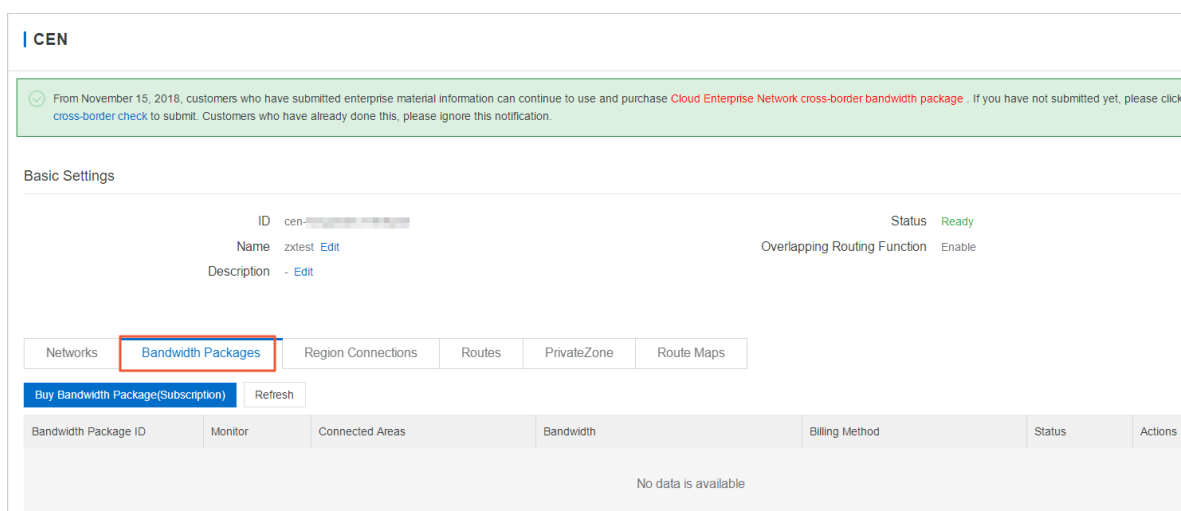 CEN
From November 15, 2018, customers who have submitted enterprise material information can continue to use and purchase Cloud Enterprise Network cross-border bandwidth package . If you have not submitted yet, please click
cross-border check to submit. Customers who have already done this, please ignore this notification.
Basic Settings
ID cen- Status Ready
Name zxtest Edit Overlapping Routing Function Enable
Description - Edit
Networks Bandwidth Packages Region Connections Routes PrivateZone Route Maps
Buy Bandwidth Package(Subscription) Refresh
Bandwidth Package ID Monitor Connected Areas Bandwidth Billing Method Status Actions
No data is available